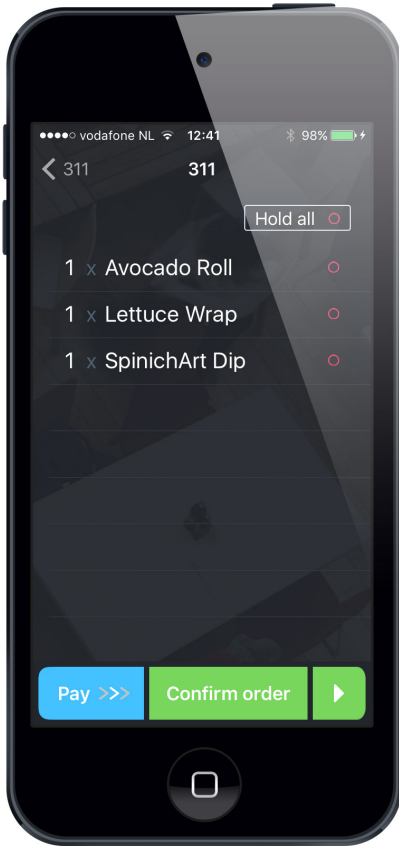 vodafone NL 12:41 98%
311 311
Hold all
1 x Avocado Roll
1 x Lettuce Wrap
1 x SpinichArt Dip
Pay >>> Confirm order